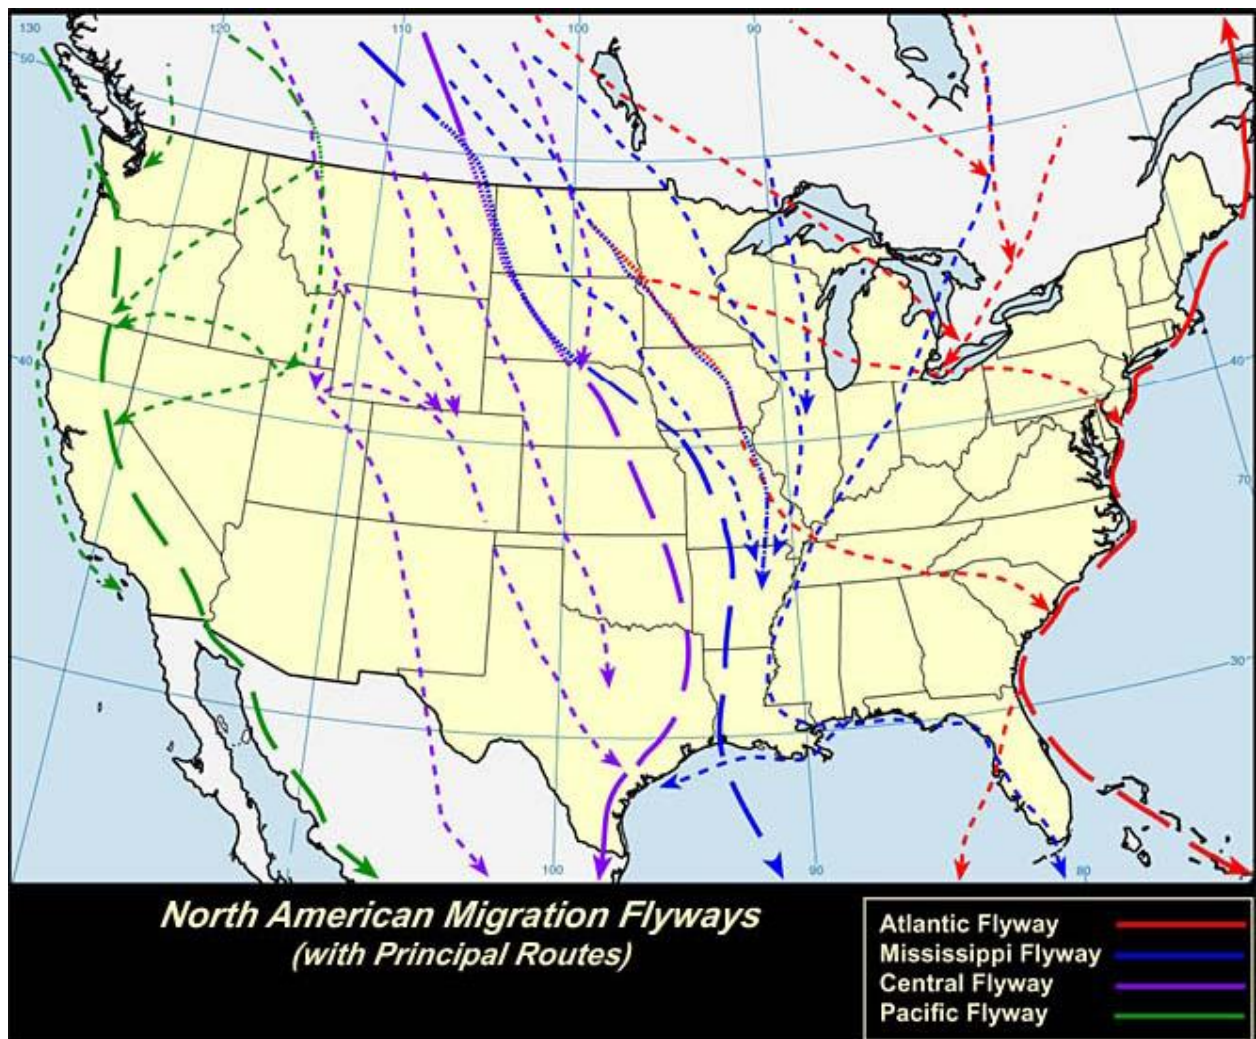 130
120
110
100
90
50
40
40
70
30
100
90
80
North American Migration Flyways
(with Principal Routes)
Atlantic Flyway
Mississippi Flyway
Central Flyway
Pacific Flyway